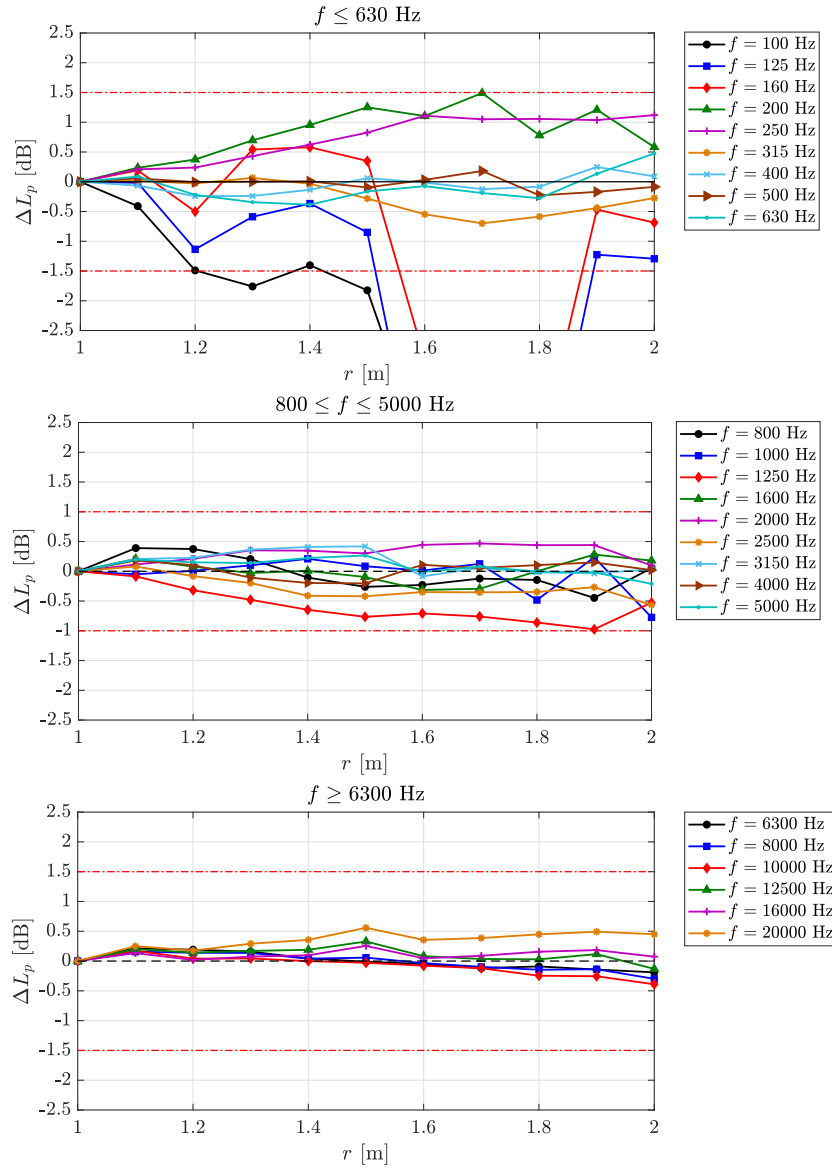 f ≤ 630 Hz
2.5
2
1.5
1
0.5
0
-0.5
-1
-1.5
-2
-2.5
ΔL_p [dB]
1 1.2 1.4 1.6 1.8 2
r [m]
f = 100 Hz
f = 125 Hz
f = 160 Hz
f = 200 Hz
f = 250 Hz
f = 315 Hz
f = 400 Hz
f = 500 Hz
f = 630 Hz
800 ≤ f ≤ 5000 Hz
2.5
2
1.5
1
0.5
0
-0.5
-1
-1.5
-2
-2.5
ΔL_p [dB]
1 1.2 1.4 1.6 1.8 2
r [m]
f = 800 Hz
f = 1000 Hz
f = 1250 Hz
f = 1600 Hz
f = 2000 Hz
f = 2500 Hz
f = 3150 Hz
f = 4000 Hz
f = 5000 Hz
f ≥ 6300 Hz
2.5
2
1.5
1
0.5
0
-0.5
-1
-1.5
-2
-2.5
ΔL_p [dB]
1 1.2 1.4 1.6 1.8 2
r [m]
f = 6300 Hz
f = 8000 Hz
f = 10000 Hz
f = 12500 Hz
f = 16000 Hz
f = 20000 Hz